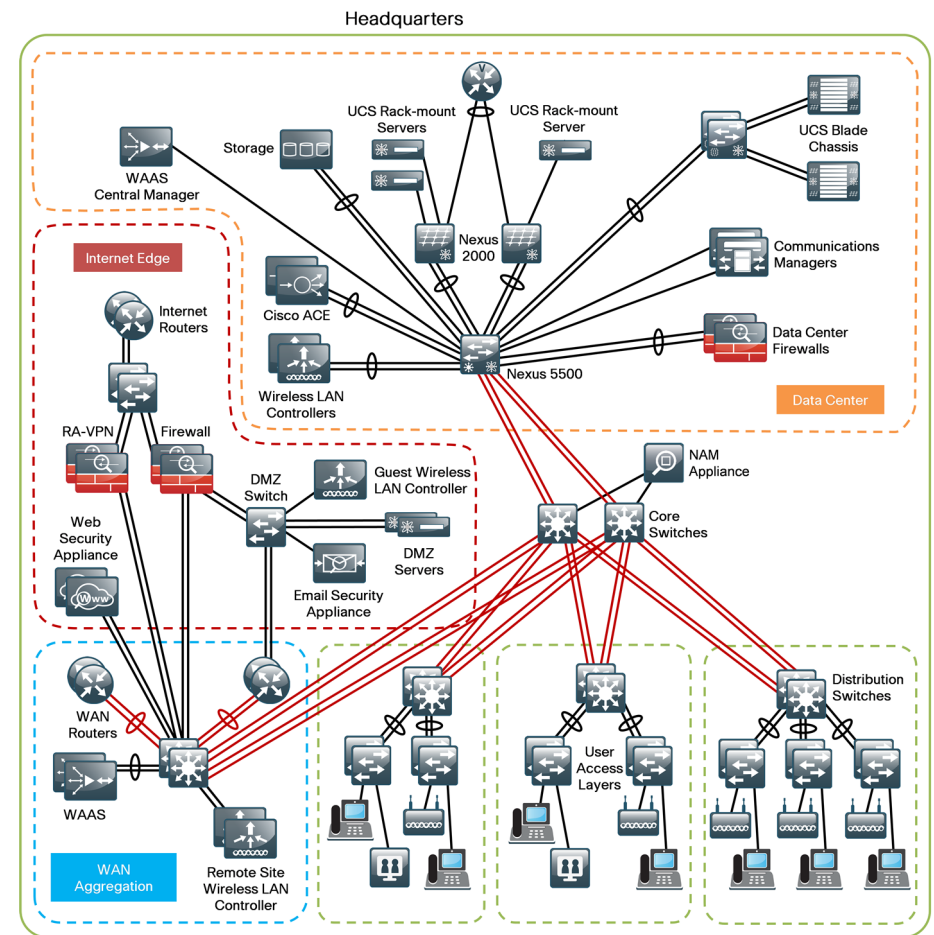 Headquarters
V
UCS Rack-mount
Servers
UCS Rack-mount
Server
UCS Blade
Chassis
Storage
WAAS
Central Manager
Nexus
2000
Communications
Managers
Internet Edge
Cisco ACE
Internet
Routers
Data Center
Firewalls
Nexus 5500
Wireless LAN
Controllers
Data Center
RA-VPN
Firewall
NAM
Appliance
Guest Wireless
LAN Controller
DMZ
Switch
Core
Switches
Web
Security
Appliance
DMZ
Servers
Www
Email Security
Appliance
Distribution
Switches
WAN
Routers
User
Access
Layers
WAAS
WAN
Aggregation
Remote Site
Wireless LAN
Controller